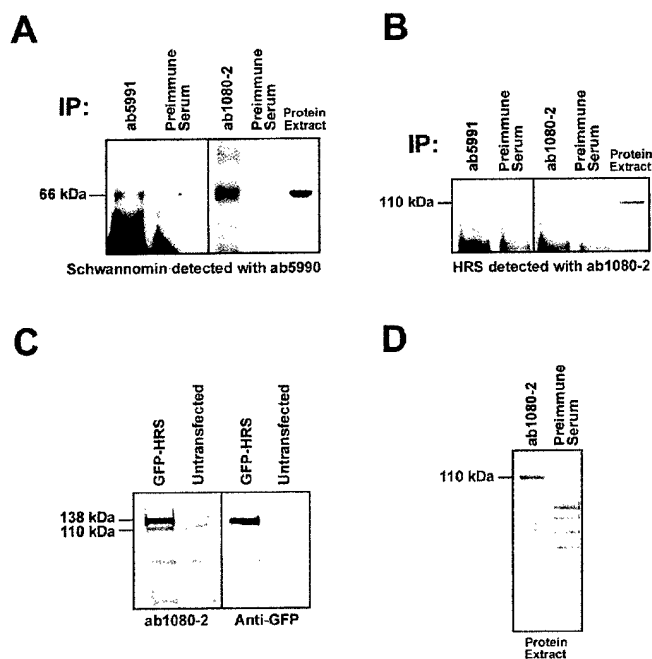 A
IP:
ab5991
Preimmune
Serum
ab1080-2
Preimmune
Serum
Protein
Extract
66 kDa
Schwannomin detected with ab5990
B
IP:
ab5991
Preimmune
Serum
ab1080-2
Preimmune
Serum
Protein
Extract
110 kDa
HRS detected with ab1080-2
C
GFP-HRS
Untransfected
GFP-HRS
Untransfected
138 kDa
110 kDa
ab1080-2
Anti-GFP
D
ab1080-2
Preimmune
Serum
110 kDa
Protein
Extract